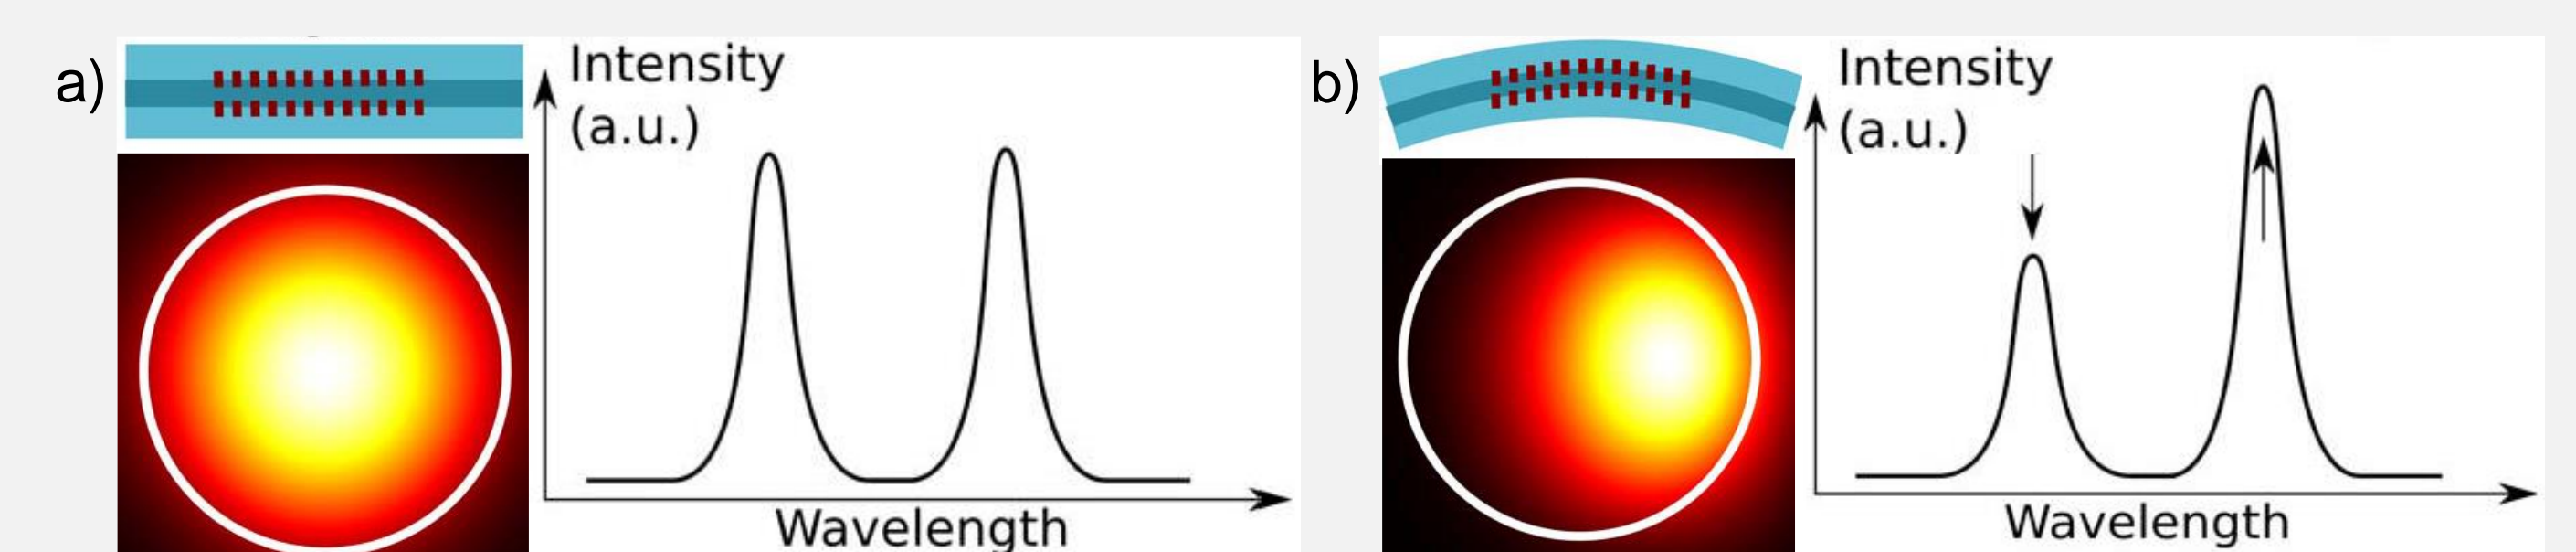 a)
Intensity
(a.u.)
Wavelength
b)
Intensity
(a.u.)
Wavelength